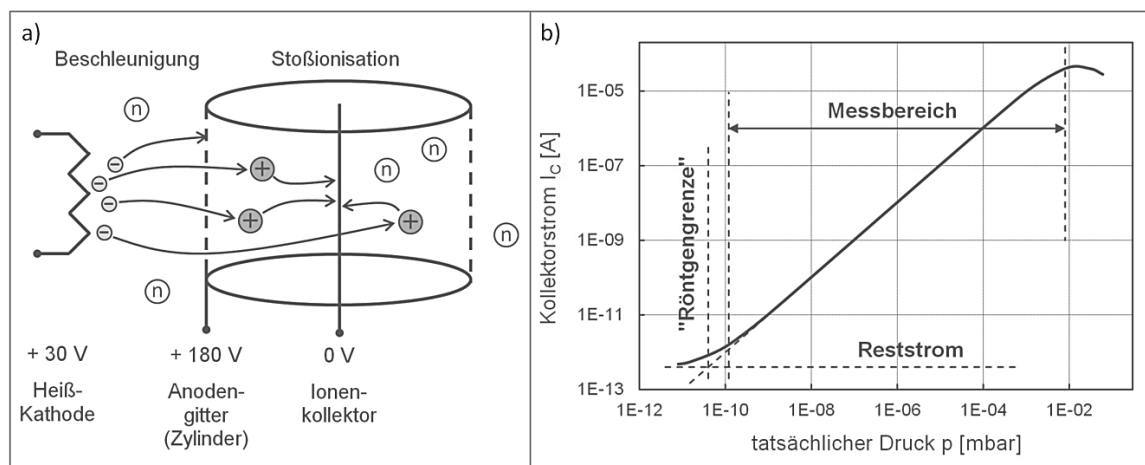 a)
Beschleunigung
Stoßionisation
n
n
n
n
n
+ 30 V
+ 180 V
0 V
Heiß-
Kathode
Anoden-
gitter
(Zylinder)
Ionen-
kollektor
b)
Kollektorstrom I_C [A]
1E-05
1E-07
1E-09
1E-11
1E-13
Messbereich
"Röntgengrenze"
Reststrom
1E-12
1E-10
1E-08
1E-06
1E-04
1E-02
tatsächlicher Druck p [mbar]